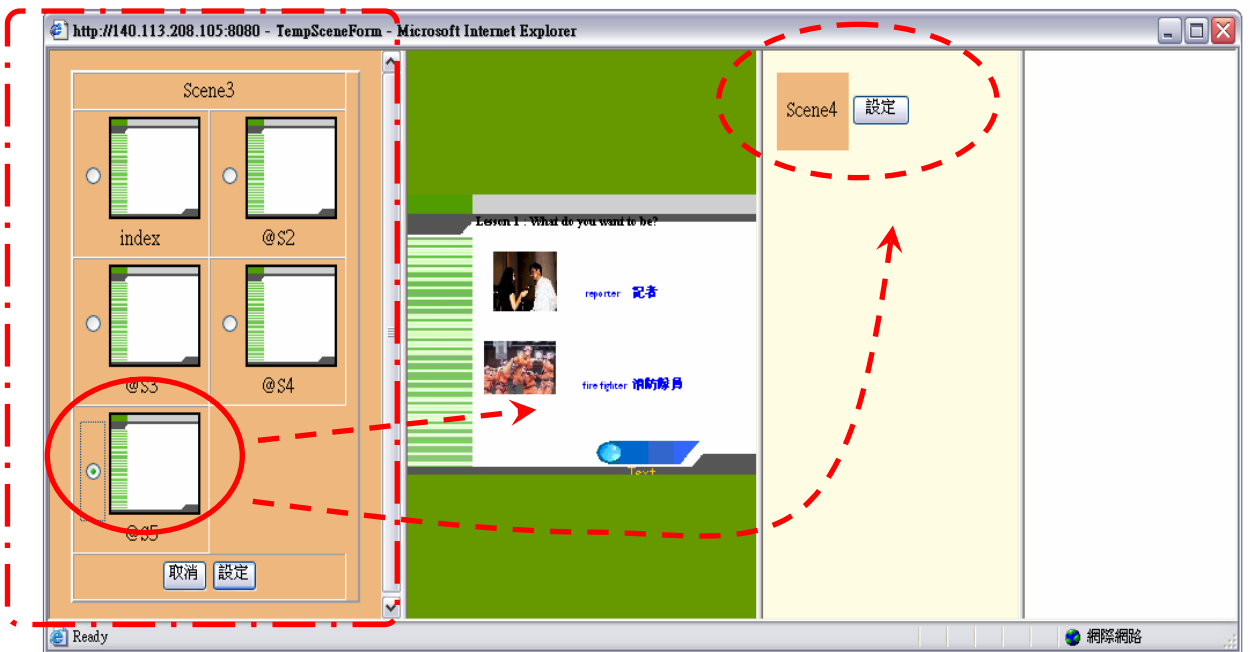 http://140.113.208.105:8080 - TempSceneForm - Microsoft Internet Explorer
Scene3
index
@S2
@S3
@S4
@S5
取消
設定
Lesson 1 : What do you want to be?
reporter 記者
fire fighter 消防隊員
Text
Scene4
設定
Ready
網際網路